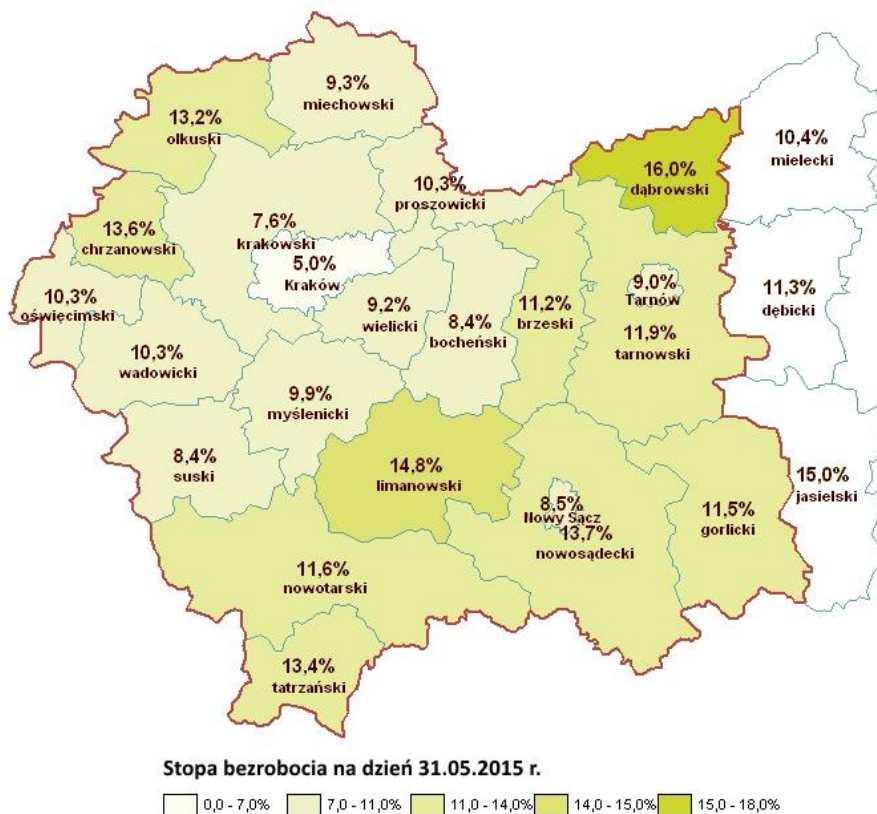 9,3%
miechowski
13,2%
olkuski
10,4%
mielecki
16,0%
dąbrowski
10,3%
proszowicki
13,6%
chrzanowski
7,6%
krakowski
5,0%
Kraków
9,0%
Tarnów
11,3%
dębicki
10,3%
oświęcimski
9,2%
wielicki
8,4%
bocheński
11,2%
brzeski
11,9%
tarnowski
10,3%
wadowicki
9,9%
myślenicki
8,4%
suski
14,8%
limanowski
15,0%
jasielski
8,5%
Nowy Sącz
13,7%
nowosądecki
11,5%
gorlicki
11,6%
nowotarski
13,4%
tatrzański
Stopa bezrobocia na dzień 31.05.2015 r.
0,0 - 7,0% 7,0 - 11,0% 11,0 - 14,0% 14,0 - 15,0% 15,0 - 18,0%